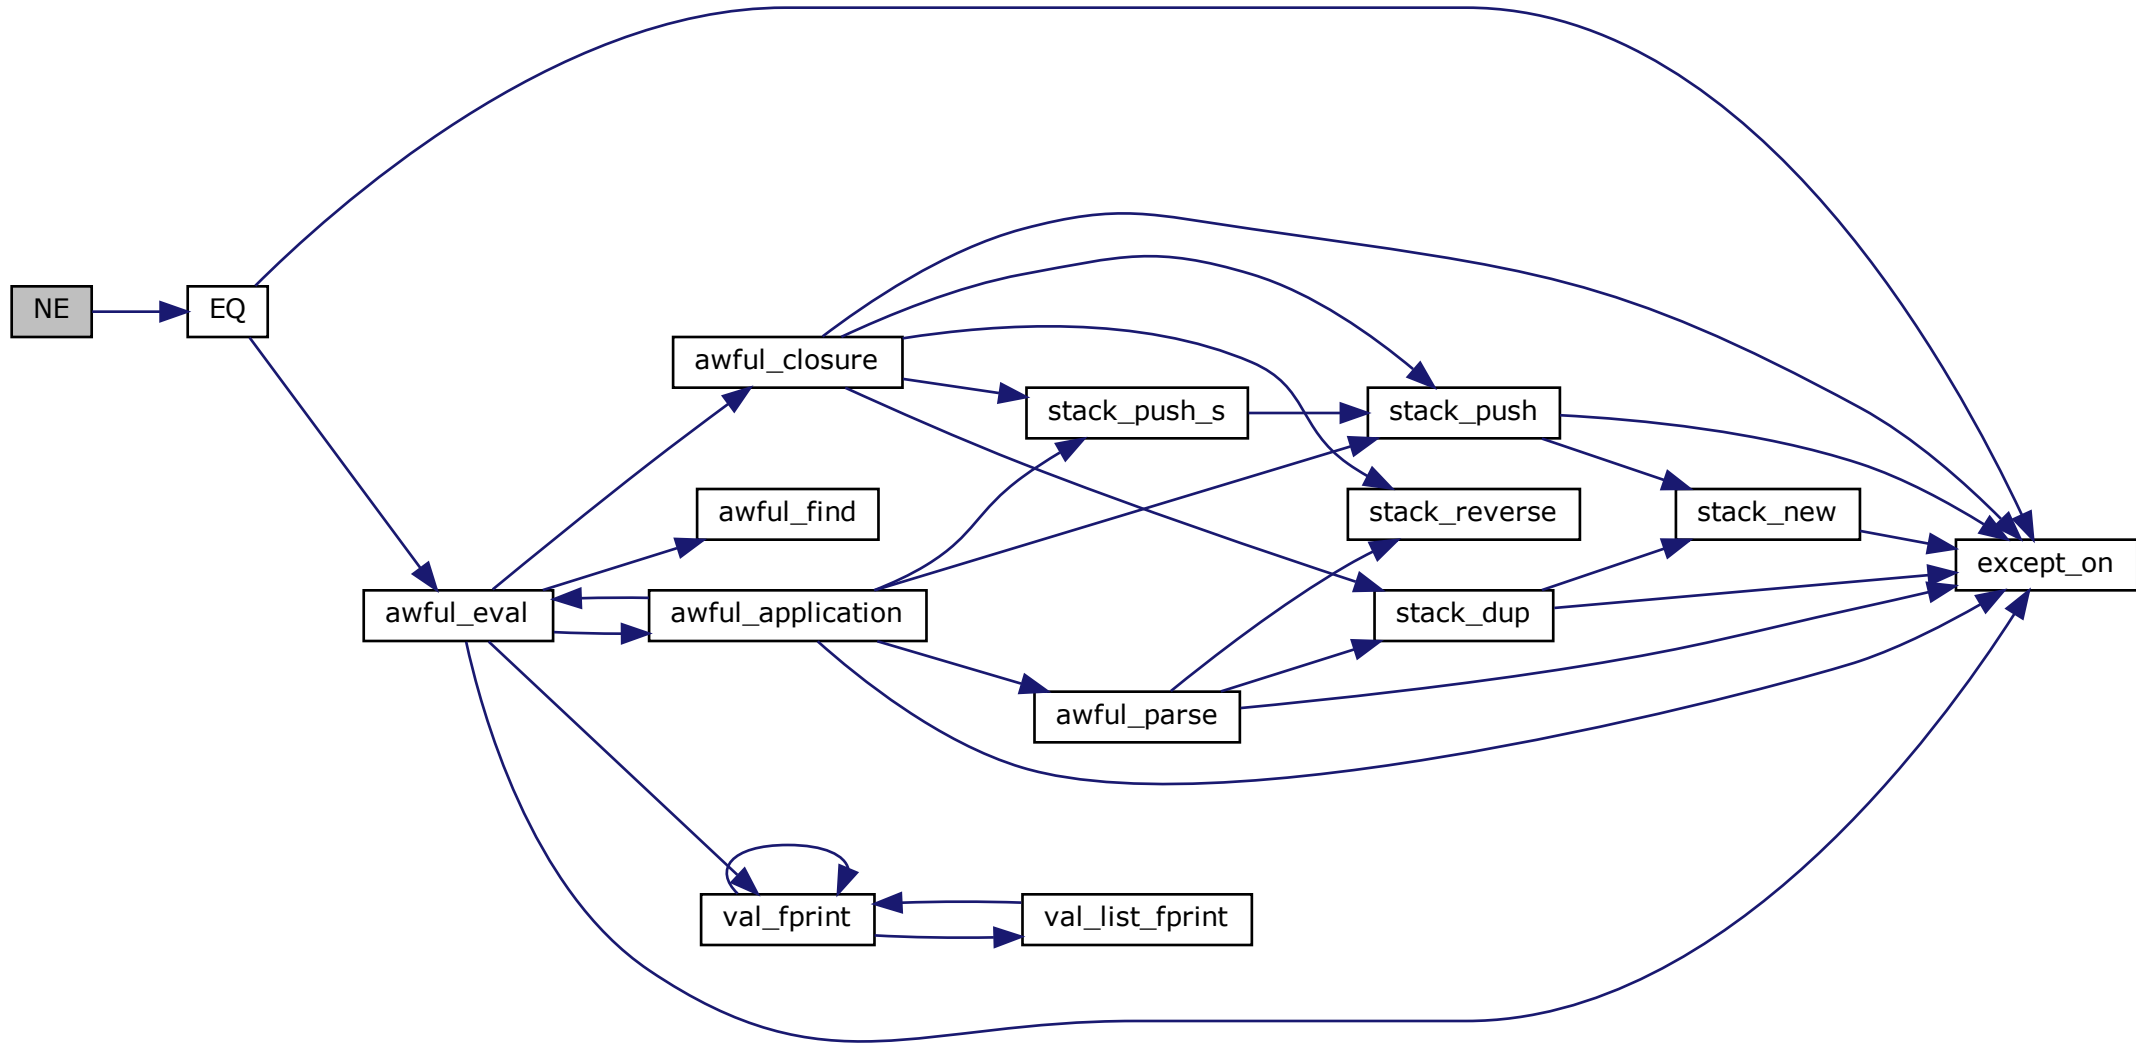 NE
EQ
awful_closure
stack_push_s
stack_push
awful_find
stack_reverse
stack_new
except_on
awful_eval
awful_application
stack_dup
awful_parse
val_fprint
val_list_fprint